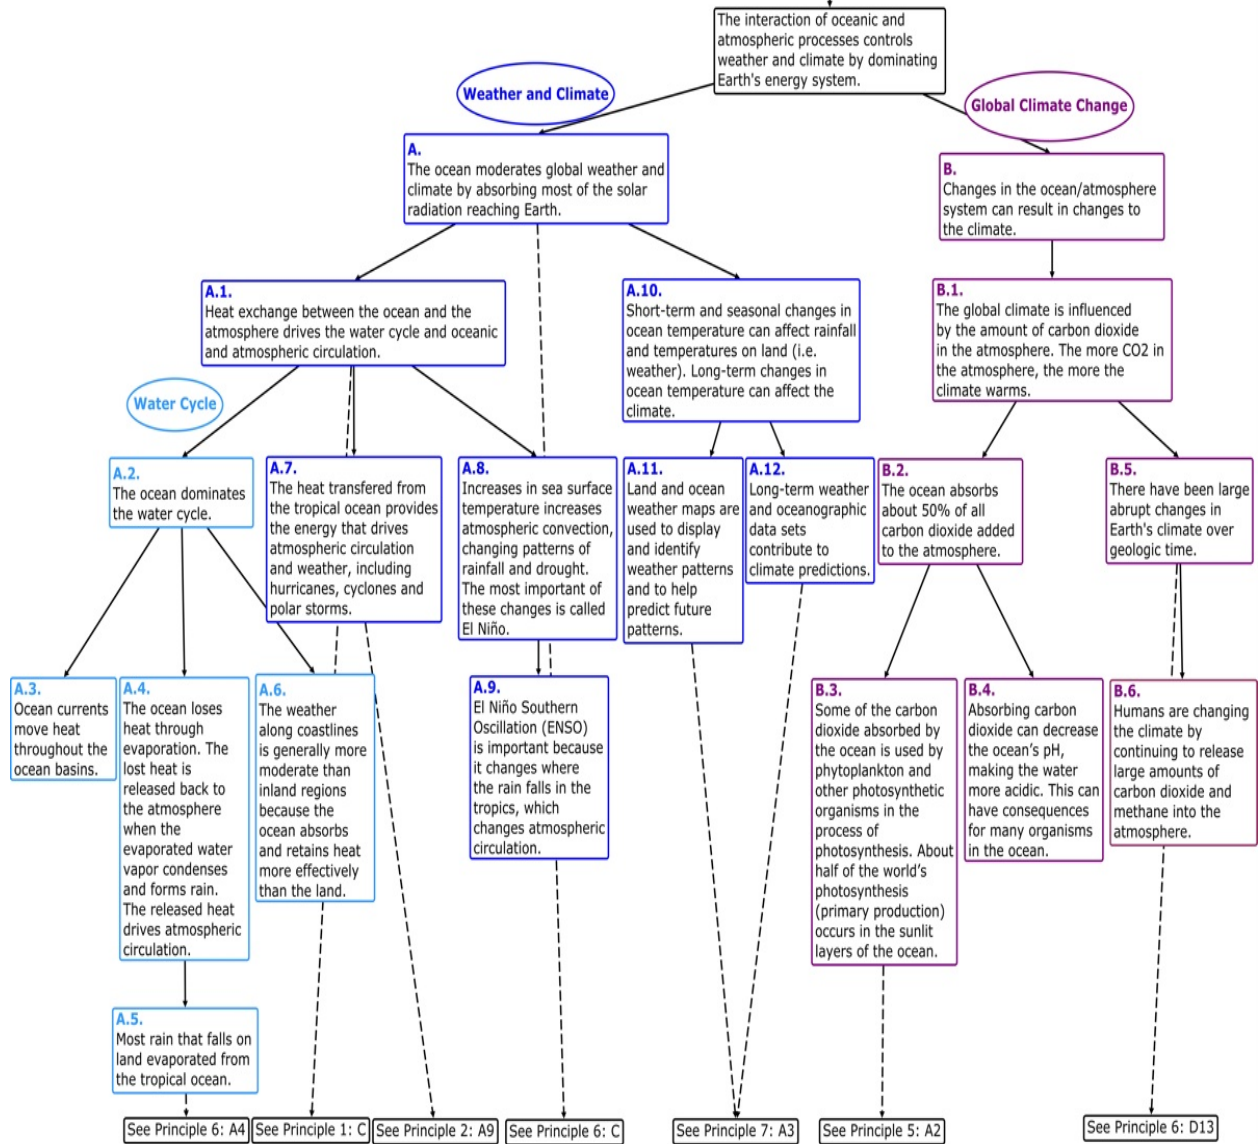 The interaction of oceanic and
atmospheric processes controls
weather and climate by dominating
Earth's energy system.
Weather and Climate
Global Climate Change
A.
The ocean moderates global weather and
climate by absorbing most of the solar
radiation reaching Earth.
B.
Changes in the ocean/atmosphere
system can result in changes to
the climate.
A.1.
Heat exchange between the ocean and the
atmosphere drives the water cycle and oceanic
and atmospheric circulation.
A.10.
Short-term and seasonal changes in
ocean temperature can affect rainfall
and temperatures on land (i.e.
weather). Long-term changes in
ocean temperature can affect the
climate.
B.1.
The global climate is influenced
by the amount of carbon dioxide
in the atmosphere. The more CO2 in
the atmosphere, the more the
climate warms.
Water Cycle
A.2.
The ocean dominates
the water cycle.
A.7.
The heat transfered from
the tropical ocean provides
the energy that drives
atmospheric circulation
and weather, including
hurricanes, cyclones and
polar storms.
A.8.
Increases in sea surface
temperature increases
atmospheric convection,
changing patterns of
rainfall and drought.
The most important of
these changes is called
El Niño.
A.11.
Land and ocean
weather maps are
used to display
and identify
weather patterns
and to help
predict future
patterns.
A.12.
Long-term weather
and oceanographic
data sets
contribute to
climate predictions.
B.2.
The ocean absorbs
about 50% of all
carbon dioxide added
to the atmosphere.
B.5.
There have been large
abrupt changes in
Earth's climate over
geologic time.
A.3.
Ocean currents
move heat
throughout the
ocean basins.
A.4.
The ocean loses
heat through
evaporation. The
lost heat is
released back to
the atmosphere
when the
evaporated water
vapor condenses
and forms rain.
The released heat
drives atmospheric
circulation.
A.6.
The weather
along coastlines
is generally more
moderate than
inland regions
because the
ocean absorbs
and retains heat
more effectively
than the land.
A.9.
El Niño Southern
Oscillation (ENSO)
is important because
it changes where
the rain falls in the
tropics, which
changes atmospheric
circulation.
B.3.
Some of the carbon
dioxide absorbed by
the ocean is used by
phytoplankton and
other photosynthetic
organisms in the
process of
photosynthesis. About
half of the world's
photosynthesis
(primary production)
occurs in the sunlit
layers of the ocean.
B.4.
Absorbing carbon
dioxide can decrease
the ocean's pH,
making the water
more acidic. This can
have consequences
for many organisms
in the ocean.
B.6.
Humans are changing
the climate by
continuing to release
large amounts of
carbon dioxide and
methane into the
atmosphere.
A.5.
Most rain that falls on
land evaporated from
the tropical ocean.
See Principle 6: A4
See Principle 1: C
See Principle 2: A9
See Principle 6: C
See Principle 7: A3
See Principle 5: A2
See Principle 6: D13